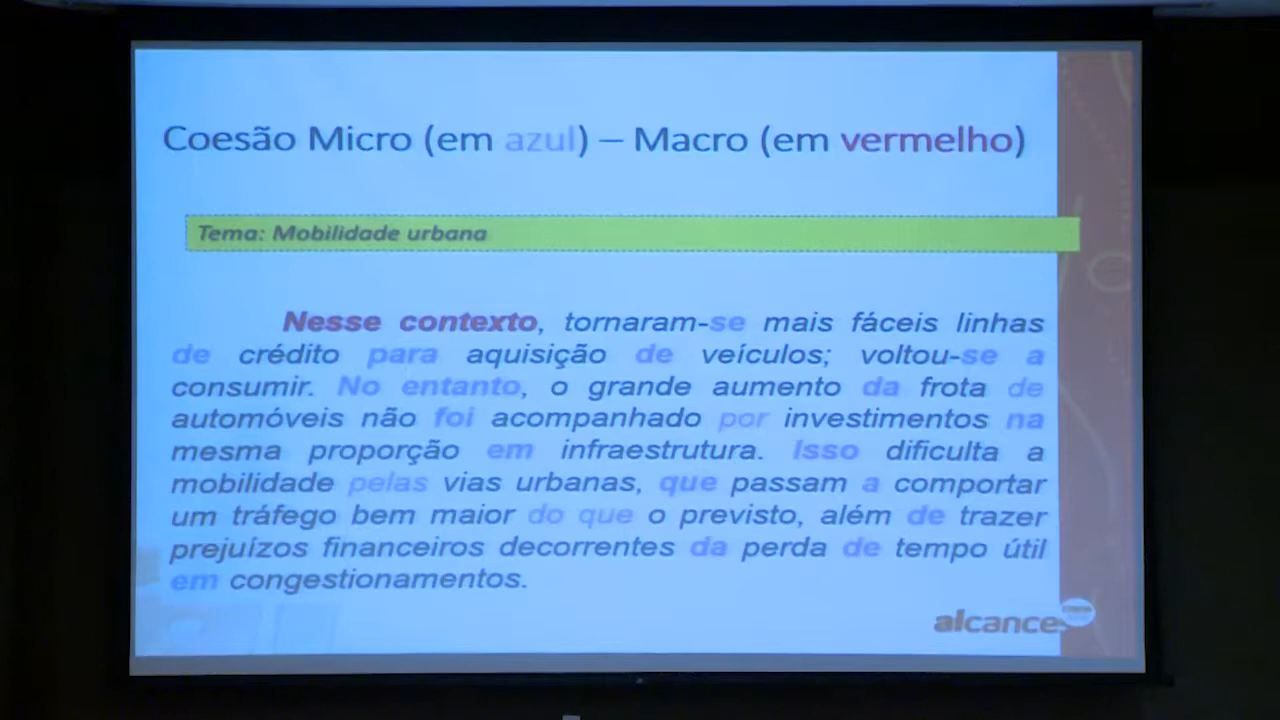 Coesão Micro (em azul) – Macro (em vermelho)
Tema: Mobilidade urbana
Nesse contexto, tornaram-se mais fáceis linhas
de crédito para aquisição de veículos; voltou-se a
consumir. No entanto, o grande aumento da frota de
automóveis não foi acompanhado por investimentos na
mesma proporção em infraestrutura. Isso dificulta a
mobilidade pelas vias urbanas, que passam a comportar
um tráfego bem maior do que o previsto, além de trazer
prejuízos financeiros decorrentes da perda de tempo útil
em congestionamentos.
alcance